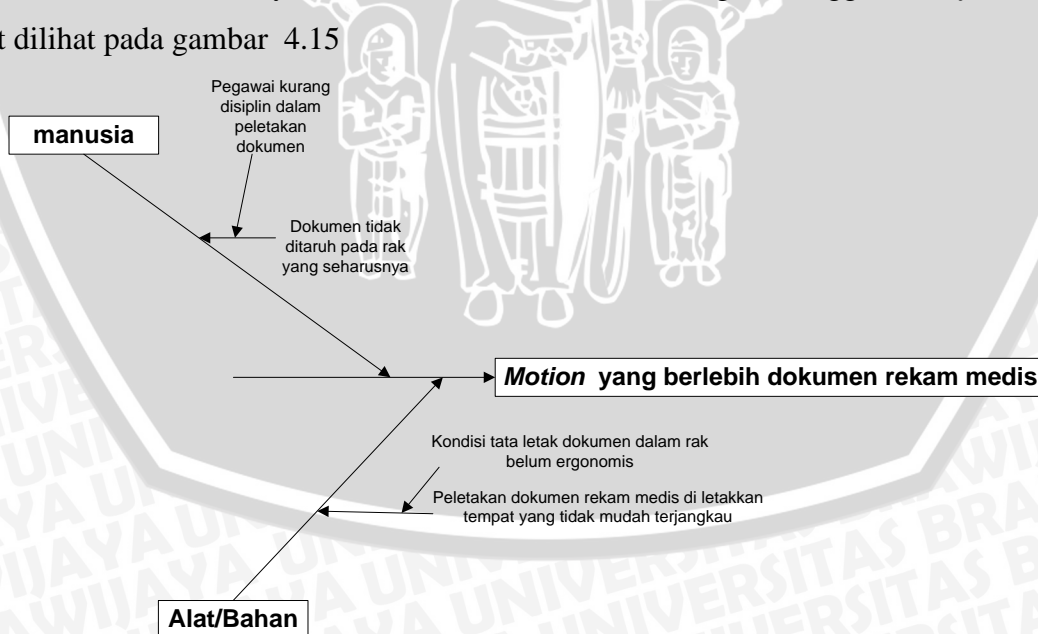 t dilihat pada gambar 4.15
Pegawai kurang
disiplin dalam
peletakan
dokumen
manusia
Dokumen tidak
ditaruh pada rak
yang seharusnya
Motion yang berlebih dokumen rekam medis
Kondisi tata letak dokumen dalam rak
belum ergonomis
Peletakan dokumen rekam medis di letakkan
tempat yang tidak mudah terjangkau
Alat/Bahan